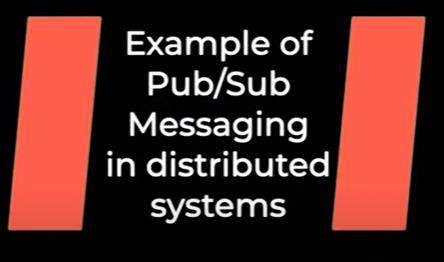 Example of
Pub/Sub
Messaging
in distributed
systems